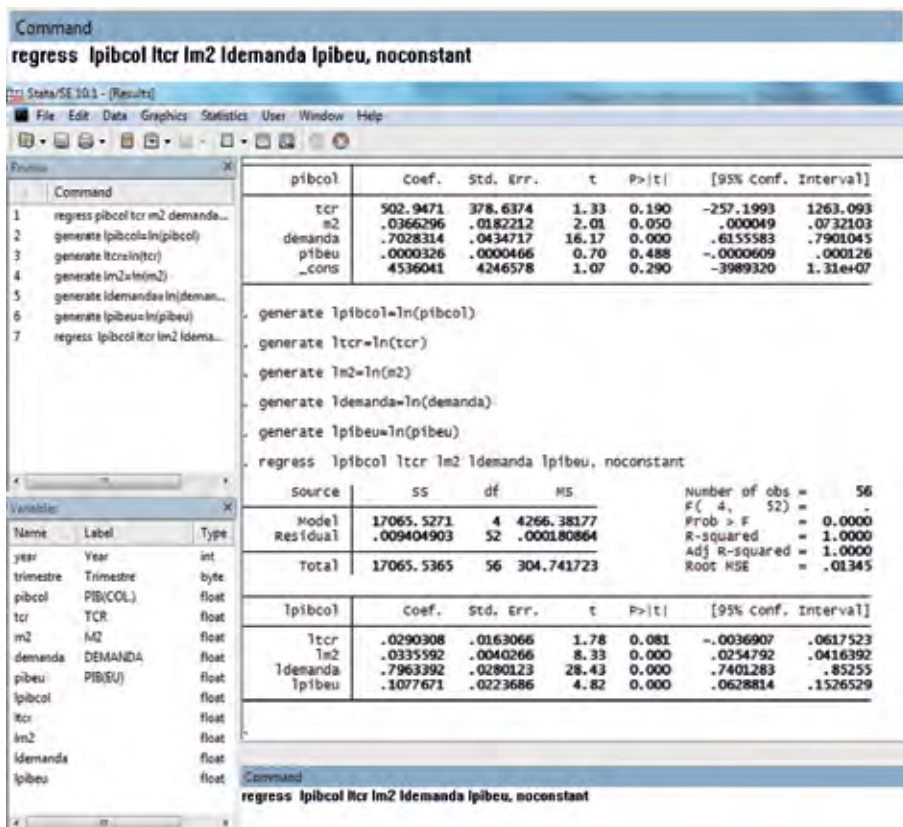 Command
regress lpibcol ltcr lm2 ldemanda lpibeu, noconstant
Stata/SE 10.1 - [Results]
File Edit Data Graphics Statistics User Window Help
Command
1 regress pibcol tcr m2 demanda...
2 generate lpibcol=ln(pibcol)
3 generate ltcr=ln(tcr)
4 generate lm2=ln(m2)
5 generate ldemanda=ln(deman...
6 generate lpibeu=ln(pibeu)
7 regress lpibcol ltcr lm2 ldema...
Variables
Name Label Type
year Year int
trimestre Trimestre byte
pibcol PIB(COL.) float
tcr TCR float
m2 M2 float
demanda DEMANDA float
pibeu PIB(EU) float
lpibcol float
ltcr float
lm2 float
ldemanda float
lpibeu float
pibcol Coef. Std. Err. t P>|t| [95% Conf. Interval]
tcr 502.9471 378.6374 1.33 0.190 -257.1993 1263.093
m2 .0366296 .0182212 2.01 0.050 .000049 .0732103
demanda .7028314 .0434717 16.17 0.000 .6155583 .7901045
pibeu .0000326 .0000466 0.70 0.488 -.0000609 .000126
_cons 4536041 4246578 1.07 0.290 -3989320 1.31e+07
. generate lpibcol=ln(pibcol)
. generate ltcr=ln(tcr)
. generate lm2=ln(m2)
. generate ldemanda=ln(demanda)
. generate lpibeu=ln(pibeu)
. regress lpibcol ltcr lm2 ldemanda lpibeu, noconstant
Source SS df MS Number of obs = 56
F( 4, 52) = .
Model 17065.5271 4 4266.38177 Prob > F = 0.0000
Residual .009404903 52 .000180864 R-squared = 1.0000
Adj R-squared = 1.0000
Total 17065.5365 56 304.741723 Root MSE = .01345
lpibcol Coef. Std. Err. t P>|t| [95% Conf. Interval]
ltcr .0290308 .0163066 1.78 0.081 -.0036907 .0617523
lm2 .0335392 .0040266 8.33 0.000 .0254792 .0416392
ldemanda .7963392 .0280123 28.43 0.000 .7401283 .85255
lpibeu .1077671 .0223686 4.82 0.000 .0628814 .1526529
.
Command
regress lpibcol ltcr lm2 ldemanda lpibeu, noconstant